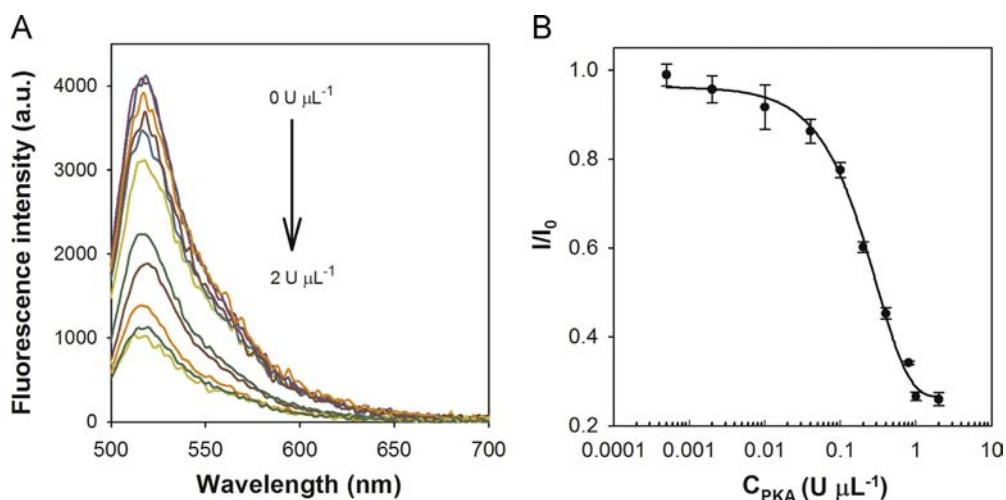 A
Fluorescence intensity (a.u.)
4000
3000
2000
1000
0
0 U µL⁻¹
2 U µL⁻¹
500
550
600
650
700
Wavelength (nm)
B
I/I₀
1.0
0.8
0.6
0.4
0.2
0.0001
0.001
0.01
0.1
1
10
C_PKA (U µL⁻¹)